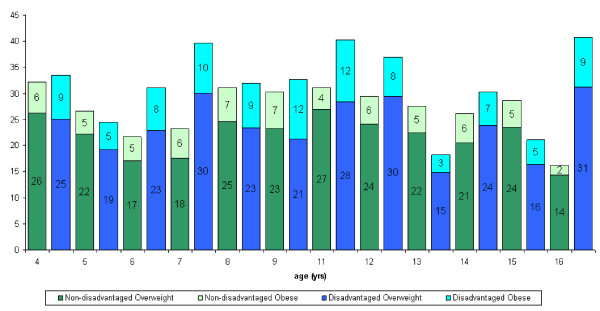 45
40
35
30
25
20
15
10
5
0
6 9 5 5 5 8 5 10 7 9 7 12 4 12 6 8 5 3 6 7 5 5 2 9
26 25 22 19 17 23 18 30 25 23 23 21 27 28 24 30 22 15 21 24 24 16 14 31
4 5 6 7 8 9 11 12 13 14 15 16
age (yrs)
Non-disadvantaged Overweight Non-disadvantaged Obese Disadvantaged Overweight Disadvantaged Obese